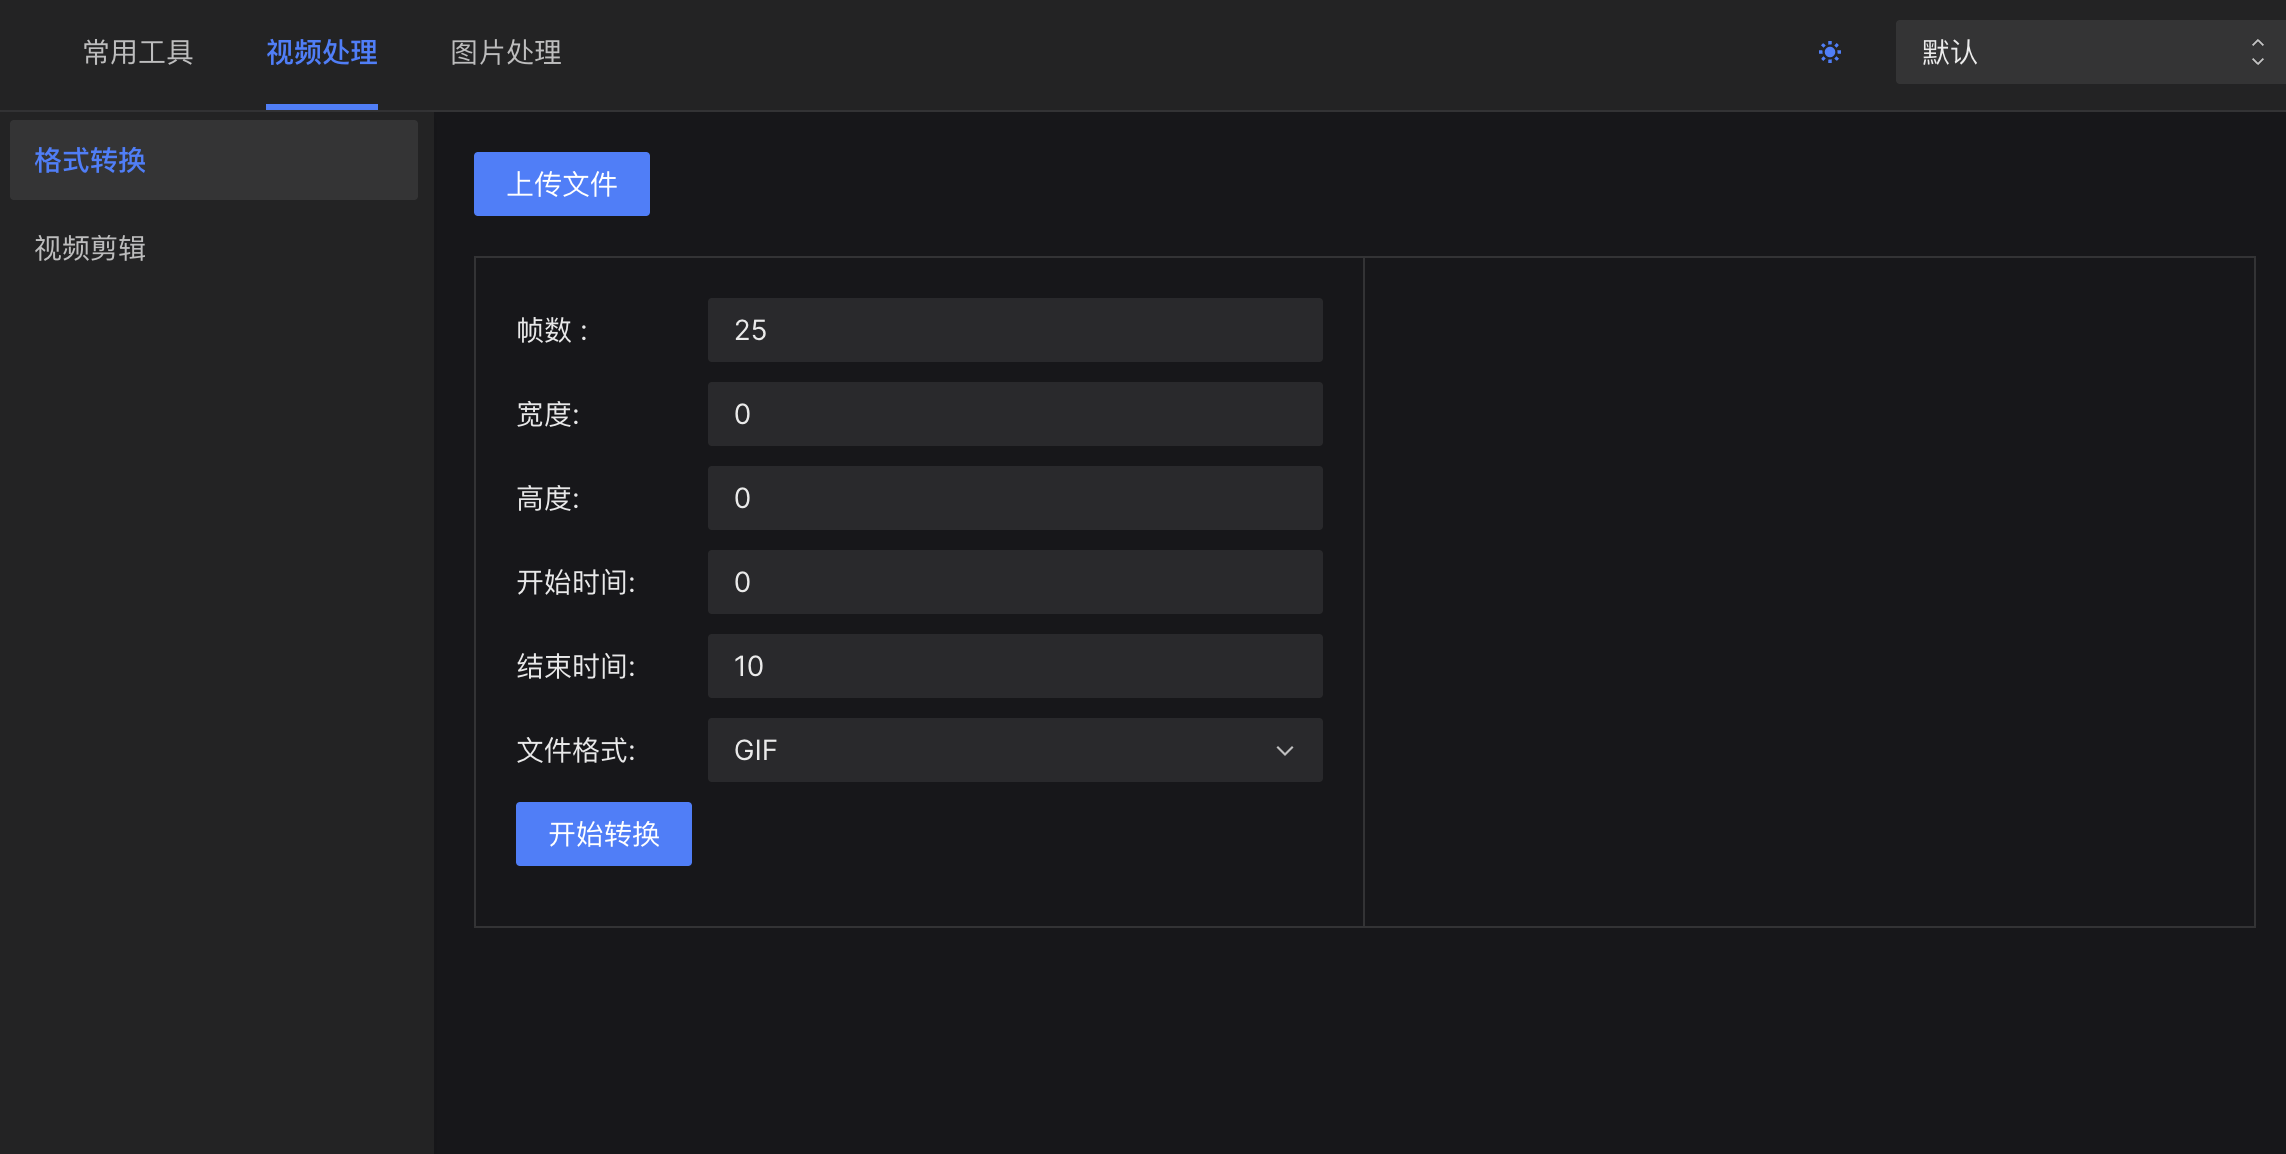 常用工具 视频处理 图片处理 默认
格式转换
视频剪辑
上传文件
帧数 : 25
宽度: 0
高度: 0
开始时间: 0
结束时间: 10
文件格式: GIF
开始转换